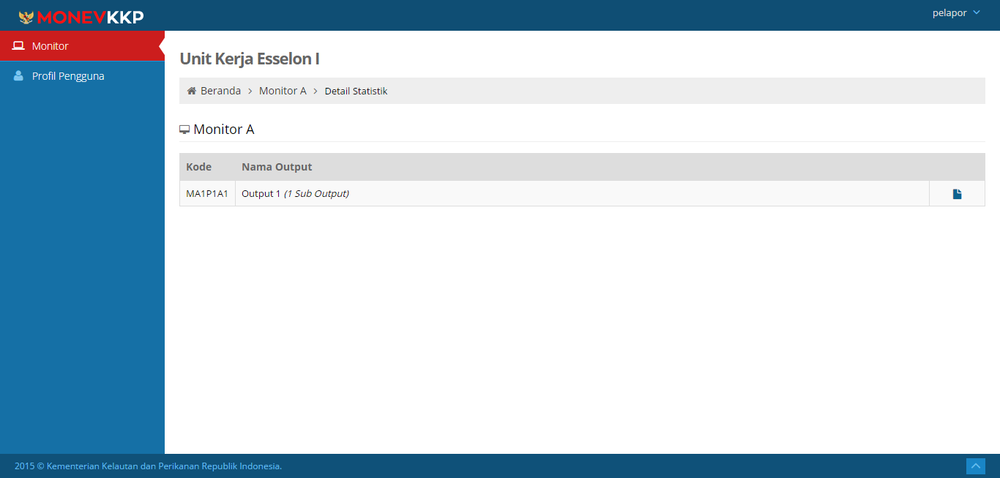 MONEVKKP
pelapor
Monitor
Profil Pengguna
Unit Kerja Esselon I
Beranda > Monitor A > Detail Statistik
Monitor A
Kode Nama Output
MA1P1A1 Output 1 (1 Sub Output)
2015 © Kementerian Kelautan dan Perikanan Republik Indonesia.